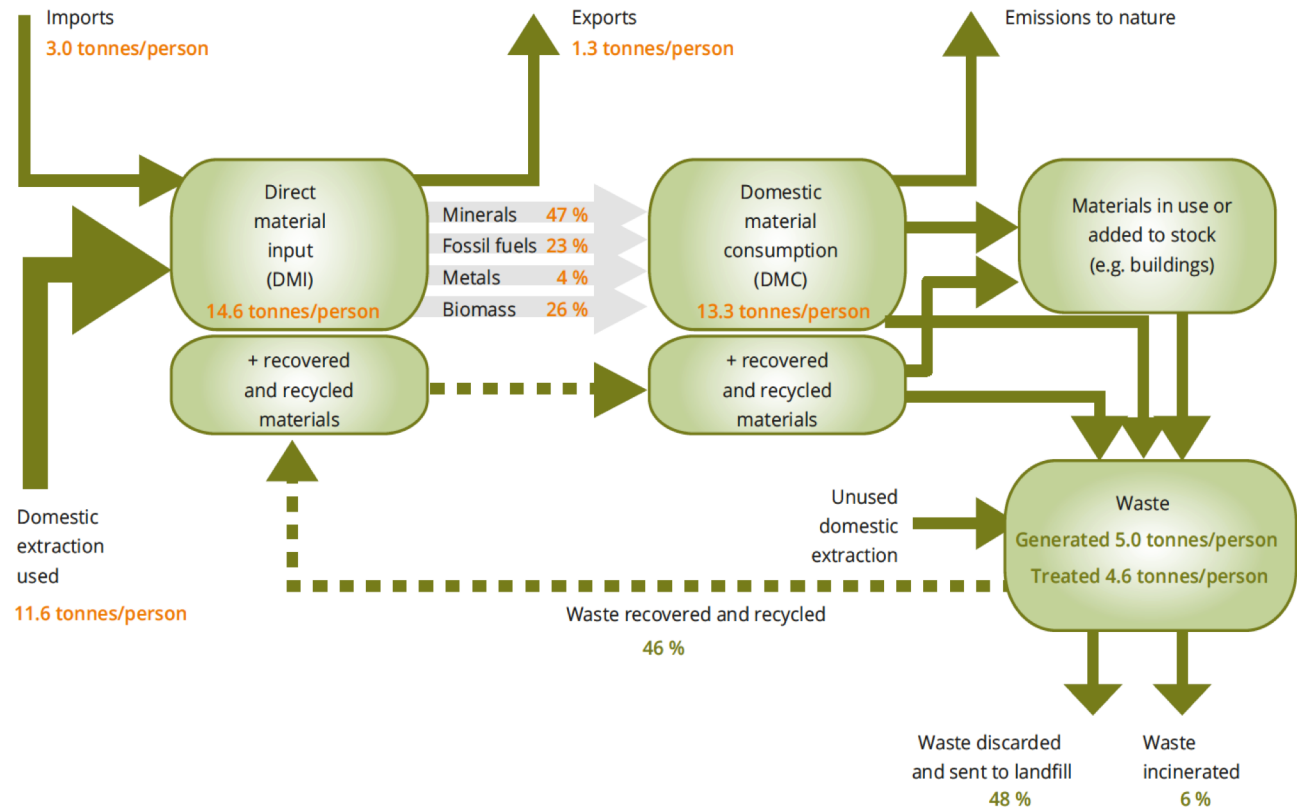 Imports
3.0 tonnes/person
Exports
1.3 tonnes/person
Emissions to nature
Direct
material
input
(DMI)
14.6 tonnes/person
Minerals 47 %
Fossil fuels 23 %
Metals 4 %
Biomass 26 %
Domestic
material
consumption
(DMC)
13.3 tonnes/person
Materials in use or
added to stock
(e.g. buildings)
+ recovered
and recycled
materials
+ recovered
and recycled
materials
Domestic
extraction
used
11.6 tonnes/person
Unused
domestic
extraction
Waste
Generated 5.0 tonnes/person
Treated 4.6 tonnes/person
Waste recovered and recycled
46 %
Waste discarded
and sent to landfill
48 %
Waste
incinerated
6 %